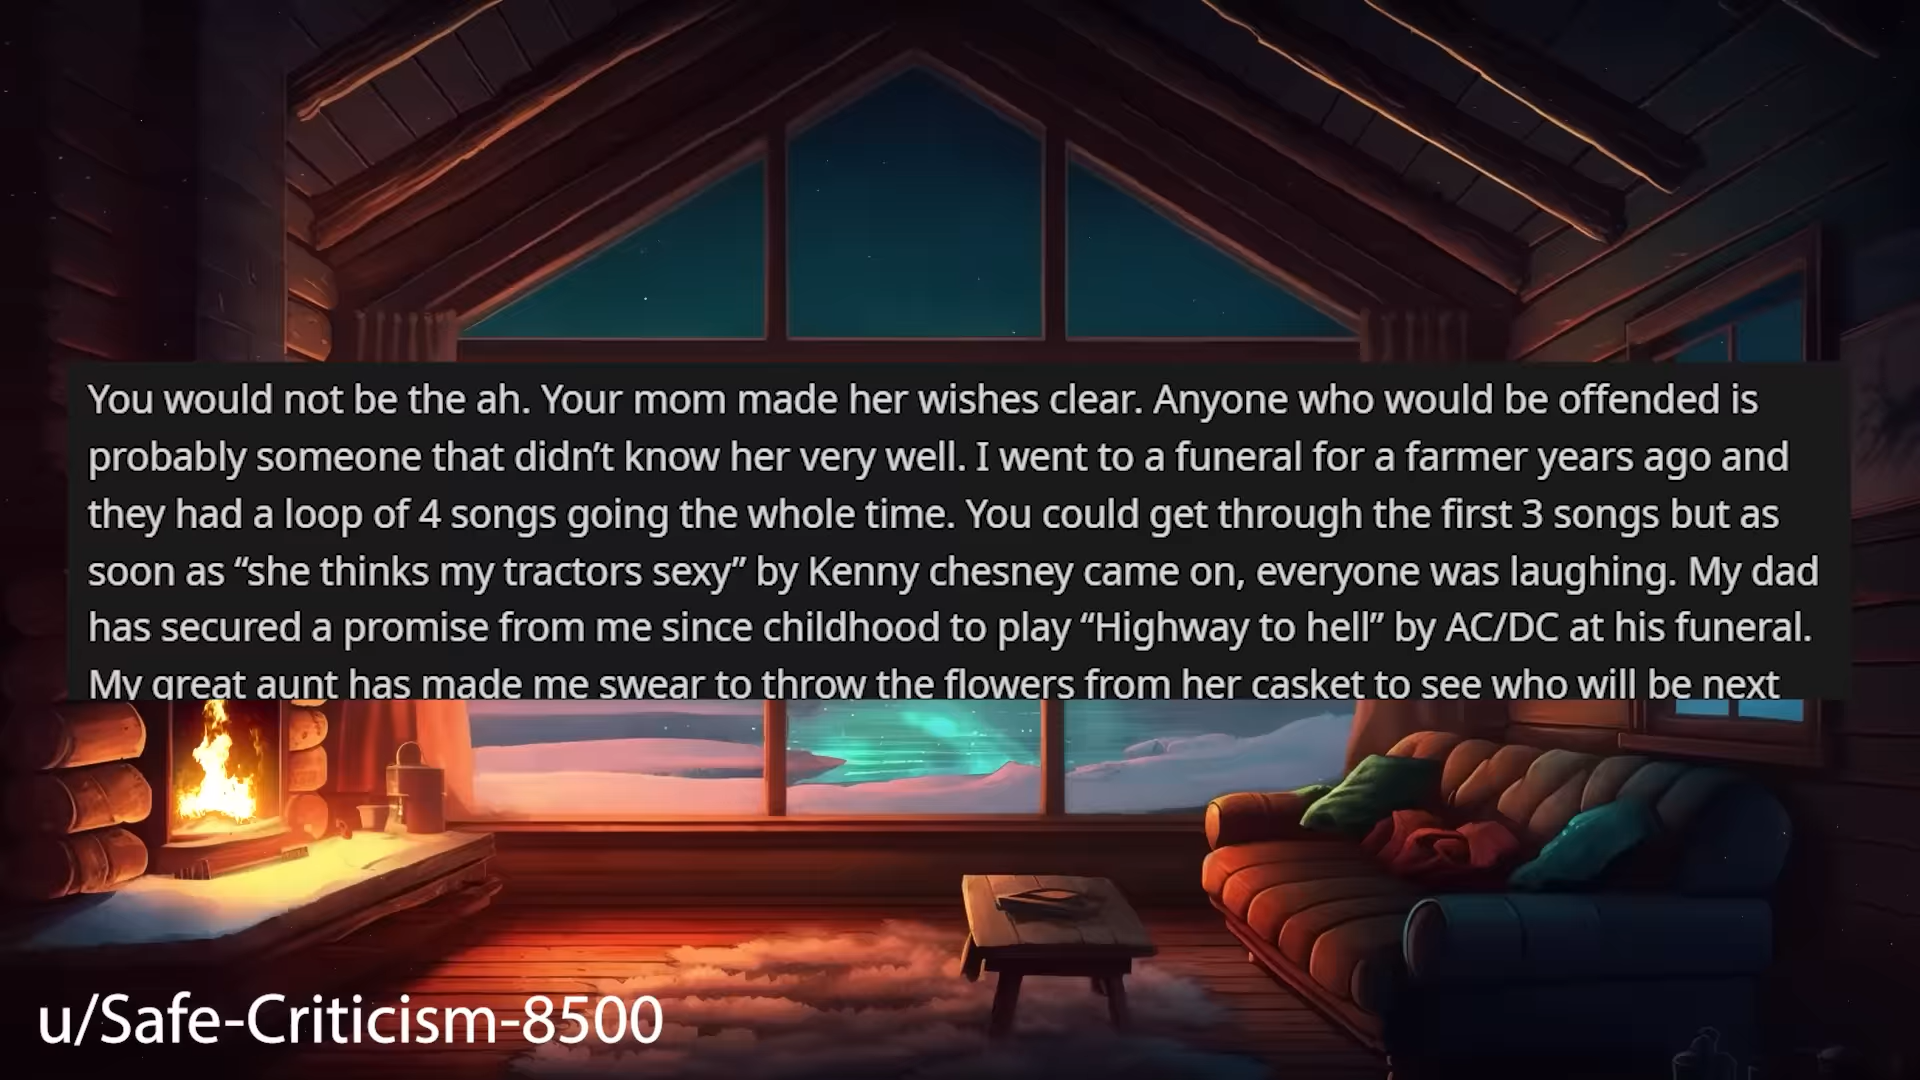 You would not be the ah. Your mom made her wishes clear. Anyone who would be offended is
probably someone that didn’t know her very well. I went to a funeral for a farmer years ago and
they had a loop of 4 songs going the whole time. You could get through the first 3 songs but as
soon as “she thinks my tractors sexy” by Kenny chesney came on, everyone was laughing. My dad
has secured a promise from me since childhood to play “Highway to hell” by AC/DC at his funeral.
My great aunt has made me swear to throw the flowers from her casket to see who will be next
u/Safe-Criticism-8500